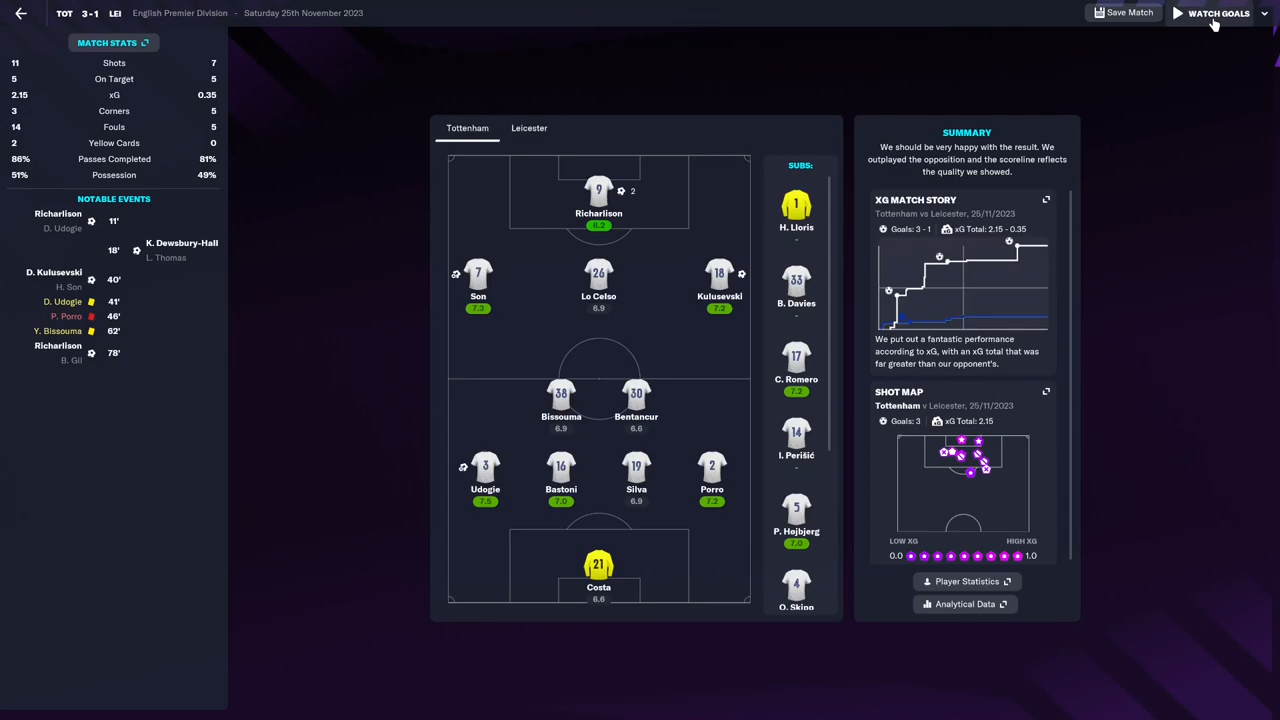 TOT 3-1 LEI English Premier Division - Saturday 25th November 2023
Save Match
WATCH GOALS
MATCH STATS
11 Shots 7
5 On Target 5
2.15 xG 0.35
3 Corners 5
14 Fouls 5
2 Yellow Cards 0
86% Passes Completed 81%
51% Possession 49%
NOTABLE EVENTS
Richarlison 11'
D. Udogie
18' K. Dewsbury-Hall
L. Thomas
D. Kulusevski 40'
H. Son
D. Udogie 41'
P. Porro 46'
Y. Bissouma 62'
Richarlison 78'
B. Gil
Tottenham Leicester
9 2
Richarlison
8.2
7 26 18
Son Lo Celso Kulusevski
7.3 6.9 7.2
38 30
Bissouma Bentancur
6.9 6.6
3 16 19 2
Udogie Bastoni Silva Porro
7.5 7.0 6.9 7.2
21
Costa
6.6
SUBS:
1
H. Lloris
-
33
B. Davies
-
17
C. Romero
7.2
14
I. Perišić
-
5
P. Højbjerg
7.0
4
O. Skipp
SUMMARY
We should be very happy with the result. We
outplayed the opposition and the scoreline reflects
the quality we showed.
XG MATCH STORY
Tottenham vs Leicester, 25/11/2023
Goals: 3 - 1 xG Total: 2.15 - 0.35
We put out a fantastic performance
according to xG, with an xG total that was
far greater than our opponent's.
SHOT MAP
Tottenham v Leicester, 25/11/2023
Goals: 3 xG Total: 2.15
LOW XG HIGH XG
0.0 1.0
Player Statistics
Analytical Data